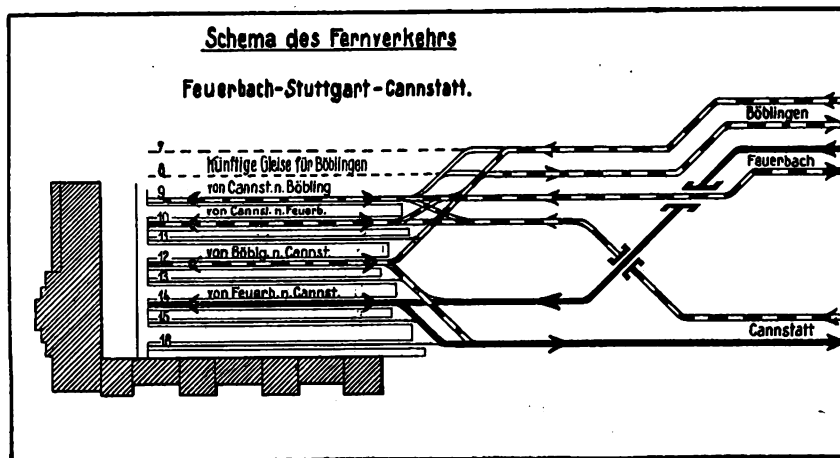 Schema des Fernverkehrs
Feuerbach-Stuttgart-Cannstatt.
7
8 Künftige Gleise für Böblingen
9 von Cannst. n. Böbling
10 von Cannst. n. Feuerb.
11
12 von Böblg. n. Cannst.
13
14 von Feuerb. n. Cannst.
15
16
Böblingen
Feuerbach
Cannstatt